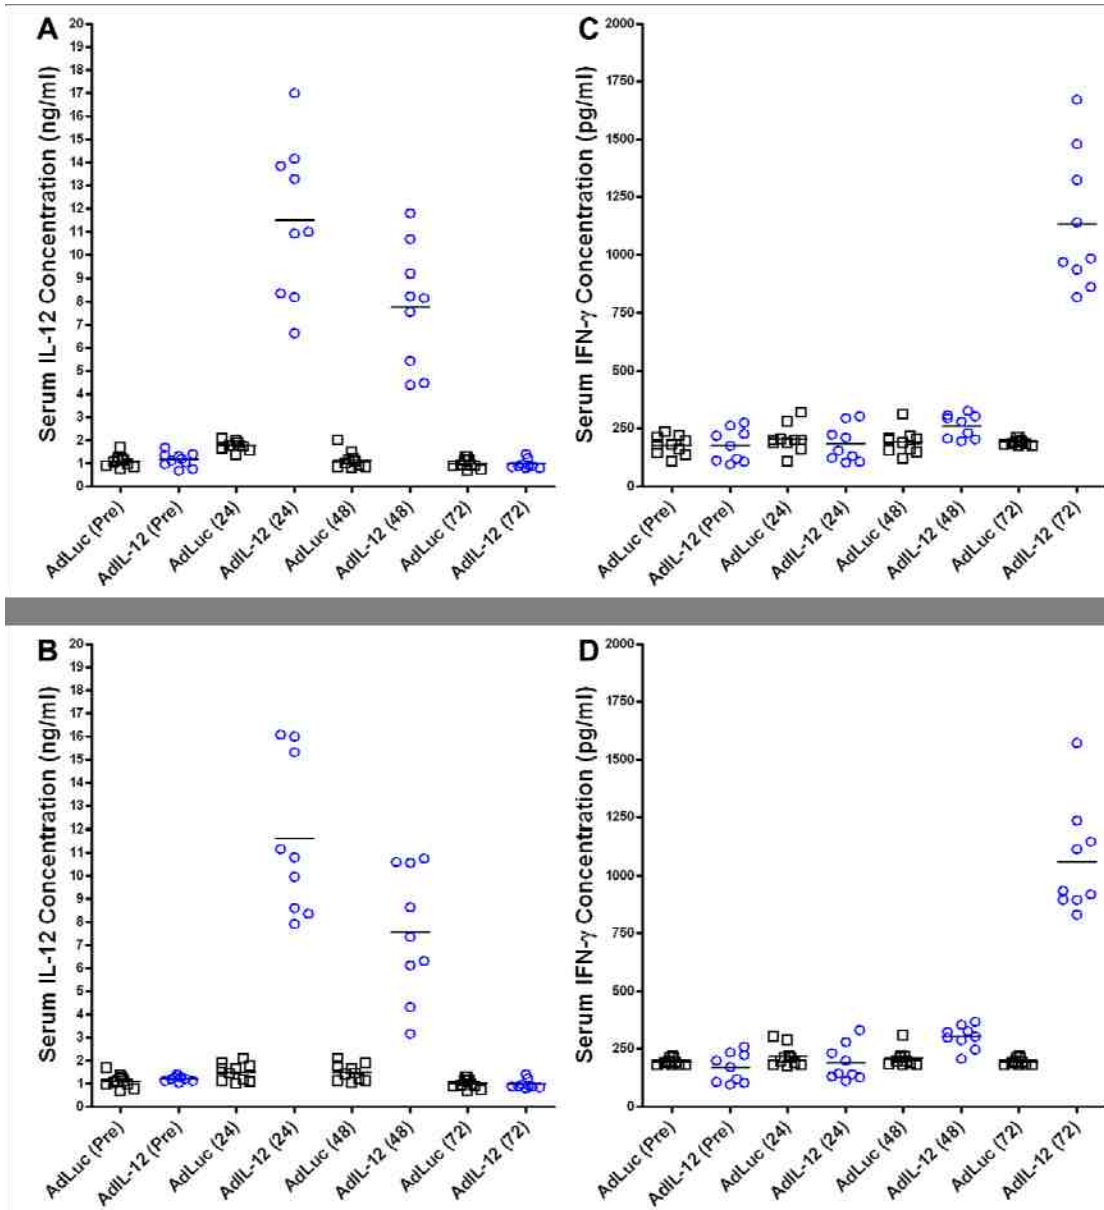 A
Serum IL-12 Concentration (ng/ml)
20
19
18
17
16
15
14
13
12
11
10
9
8
7
6
5
4
3
2
1
0
AdLuc (Pre)
AdIL-12 (Pre)
AdLuc (24)
AdIL-12 (24)
AdLuc (48)
AdIL-12 (48)
AdLuc (72)
AdIL-12 (72)
C
Serum IFN-γ Concentration (pg/ml)
2000
1750
1500
1250
1000
750
500
250
0
AdLuc (Pre)
AdIL-12 (Pre)
AdLuc (24)
AdIL-12 (24)
AdLuc (48)
AdIL-12 (48)
AdLuc (72)
AdIL-12 (72)
B
Serum IL-12 Concentration (ng/ml)
20
19
18
17
16
15
14
13
12
11
10
9
8
7
6
5
4
3
2
1
0
AdLuc (Pre)
AdIL-12 (Pre)
AdLuc (24)
AdIL-12 (24)
AdLuc (48)
AdIL-12 (48)
AdLuc (72)
AdIL-12 (72)
D
Serum IFN-γ Concentration (pg/ml)
2000
1750
1500
1250
1000
750
500
250
0
AdLuc (Pre)
AdIL-12 (Pre)
AdLuc (24)
AdIL-12 (24)
AdLuc (48)
AdIL-12 (48)
AdLuc (72)
AdIL-12 (72)